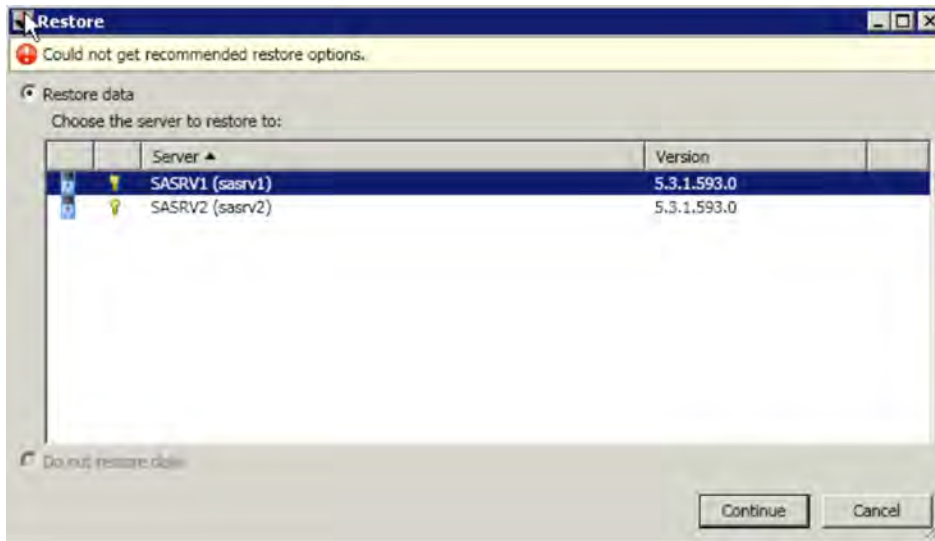 Restore
Could not get recommended restore options.
Restore data
Choose the server to restore to:
Server Version
SASRV1 (sasrv1) 5.3.1.593.0
SASRV2 (sasrv2) 5.3.1.593.0
Do not restore data
Continue Cancel